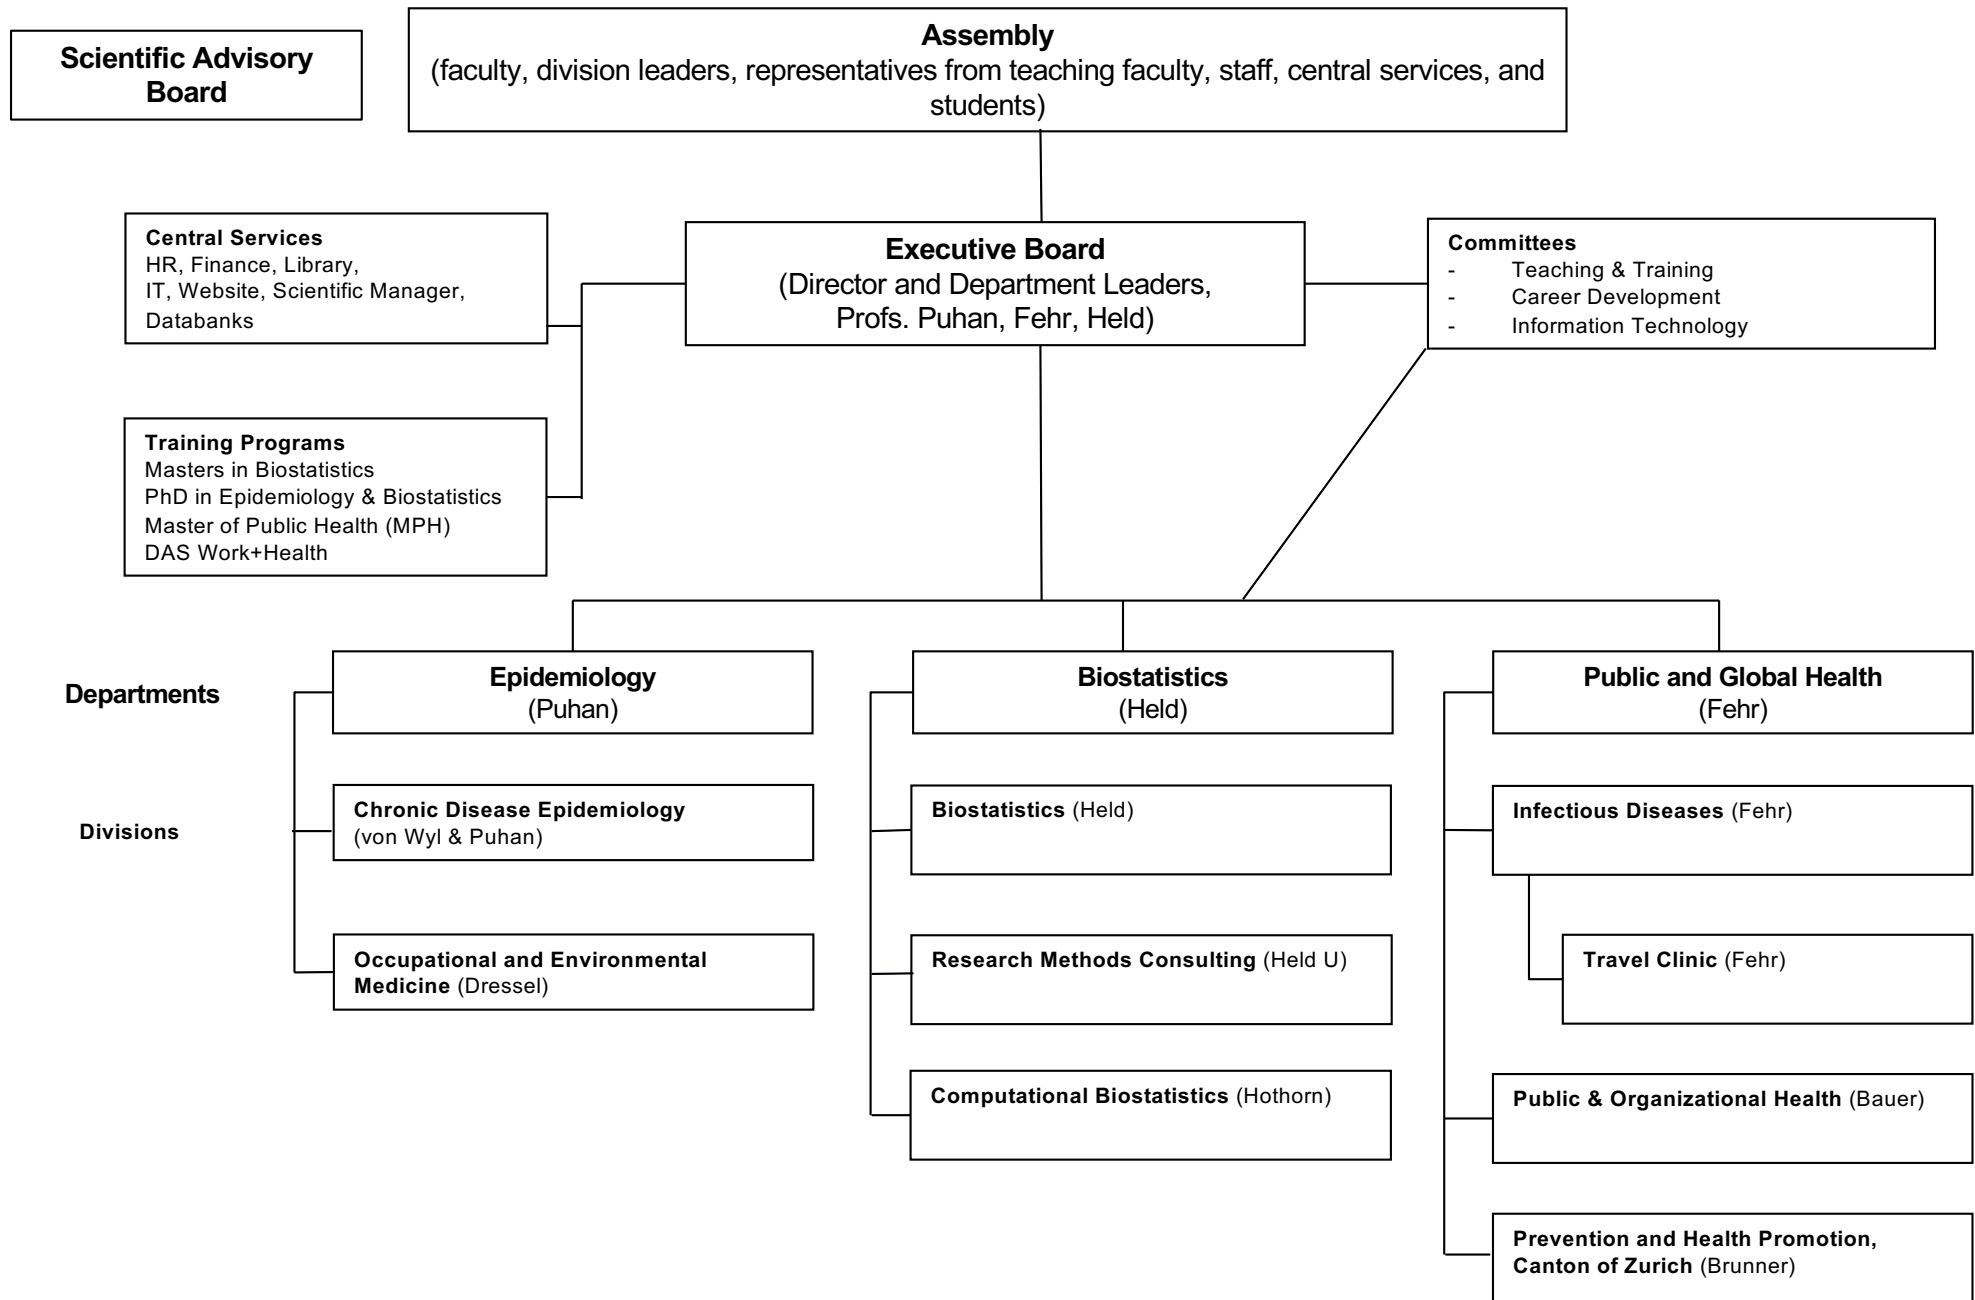 Scientific Advisory
Board
Assembly
(faculty, division leaders, representatives from teaching faculty, staff, central services, and
students)
Central Services
HR, Finance, Library,
IT, Website, Scientific Manager,
Databanks
Executive Board
(Director and Department Leaders,
Profs. Puhan, Fehr, Held)
Committees
- Teaching & Training
- Career Development
- Information Technology
Training Programs
Masters in Biostatistics
PhD in Epidemiology & Biostatistics
Master of Public Health (MPH)
DAS Work+Health
Departments
Epidemiology
(Puhan)
Biostatistics
(Held)
Public and Global Health
(Fehr)
Divisions
Chronic Disease Epidemiology
(von Wyl & Puhan)
Biostatistics (Held)
Infectious Diseases (Fehr)
Occupational and Environmental
Medicine (Dressel)
Research Methods Consulting (Held U)
Travel Clinic (Fehr)
Computational Biostatistics (Hothorn)
Public & Organizational Health (Bauer)
Prevention and Health Promotion,
Canton of Zurich (Brunner)